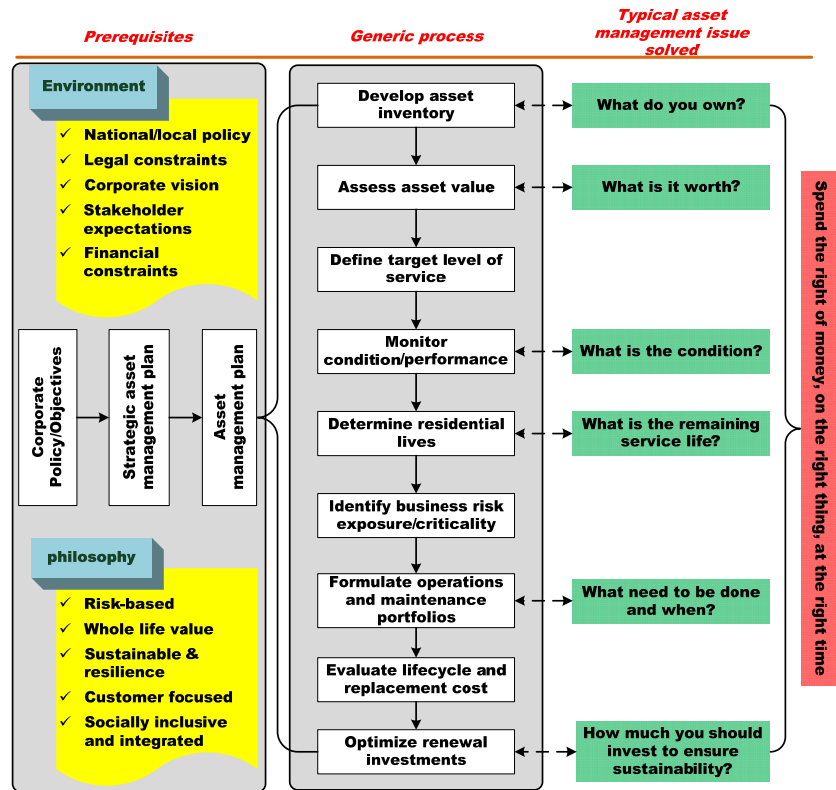 Prerequisites
Generic process
Typical asset
management issue
solved
Environment
✓ National/local policy
✓ Legal constraints
✓ Corporate vision
✓ Stakeholder
expectations
✓ Financial
constraints
Corporate
Policy/Objectives
Strategic asset
management plan
Asset
management plan
philosophy
✓ Risk-based
✓ Whole life value
✓ Sustainable &
resilience
✓ Customer focused
✓ Socially inclusive
and integrated
Develop asset
inventory
Assess asset value
Define target level of
service
Monitor
condition/performance
Determine residential
lives
Identify business risk
exposure/criticality
Formulate operations
and maintenance
portfolios
Evaluate lifecycle and
replacement cost
Optimize renewal
investments
What do you own?
What is it worth?
What is the condition?
What is the remaining
service life?
What need to be done
and when?
How much you should
invest to ensure
sustainability?
Spend the right of money, on the right thing, at the right time